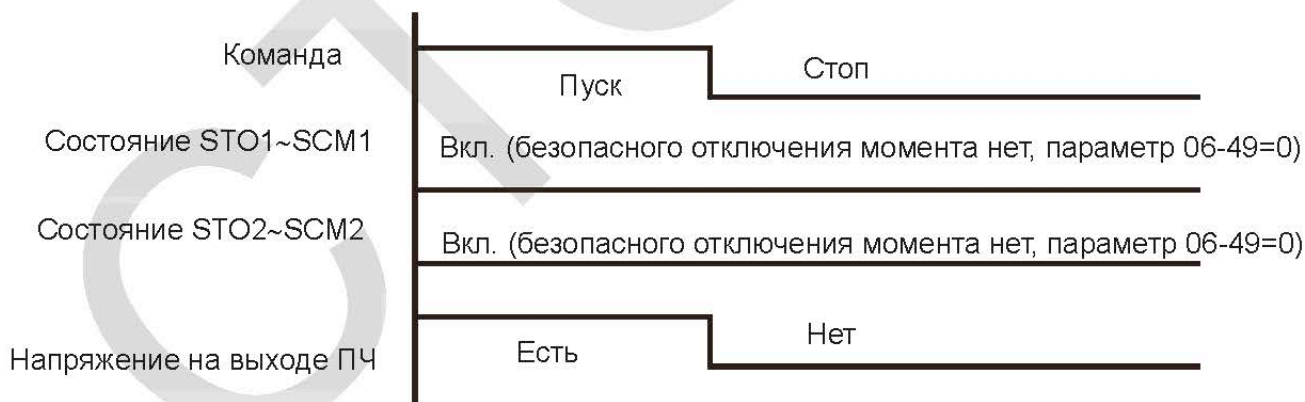 Команда
Пуск
Стоп
Состояние STO1~SCM1
Вкл. (безопасного отключения момента нет, параметр 06-49=0)
Состояние STO2~SCM2
Вкл. (безопасного отключения момента нет, параметр 06-49=0)
Напряжение на выходе ПЧ
Есть
Нет